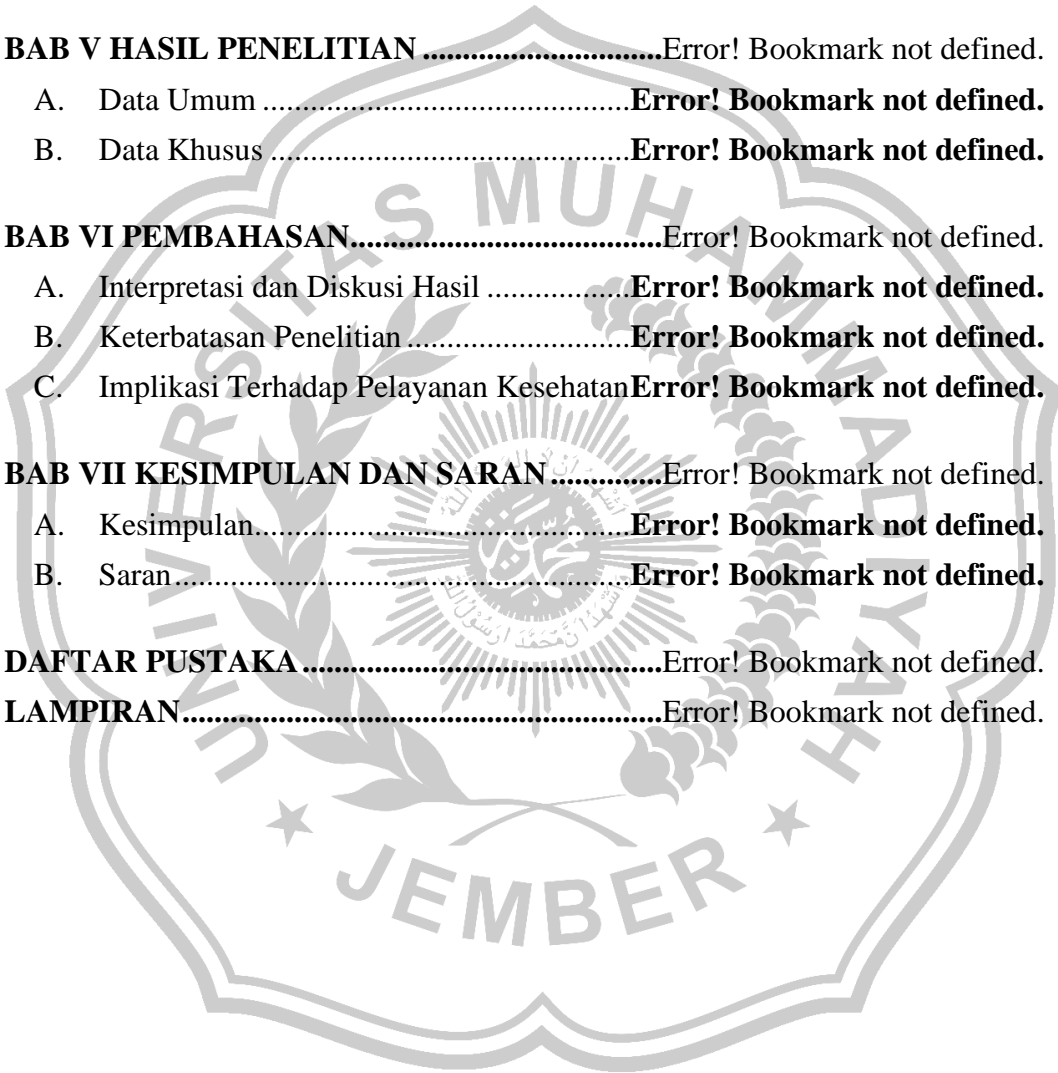 BAB V HASIL PENELITIAN ..............................Error! Bookmark not defined.
A. Data Umum ...............................................Error! Bookmark not defined.
B. Data Khusus ..............................................Error! Bookmark not defined.
BAB VI PEMBAHASAN........................................Error! Bookmark not defined.
A. Interpretasi dan Diskusi Hasil ...................Error! Bookmark not defined.
B. Keterbatasan Penelitian .............................Error! Bookmark not defined.
C. Implikasi Terhadap Pelayanan KesehatanError! Bookmark not defined.
BAB VII KESIMPULAN DAN SARAN ..............Error! Bookmark not defined.
A. Kesimpulan................................................Error! Bookmark not defined.
B. Saran ..........................................................Error! Bookmark not defined.
DAFTAR PUSTAKA ..............................................Error! Bookmark not defined.
LAMPIRAN.............................................................Error! Bookmark not defined.
UNIVERSITAS MUHAMMADIYAH
JEMBER